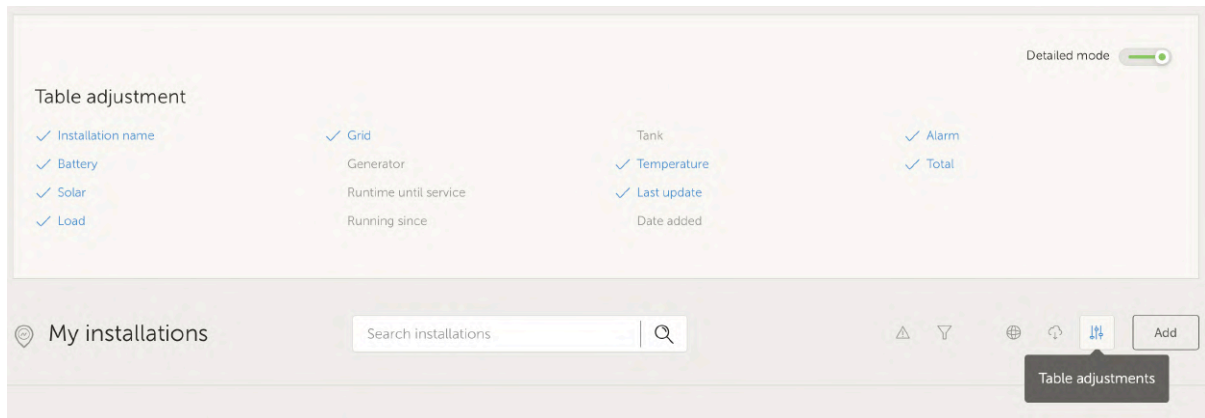 Detailed mode
Table adjustment
Installation name
Grid
Tank
Alarm
Battery
Generator
Temperature
Total
Solar
Runtime until service
Last update
Load
Running since
Date added
My installations
Search installations
Add
Table adjustments